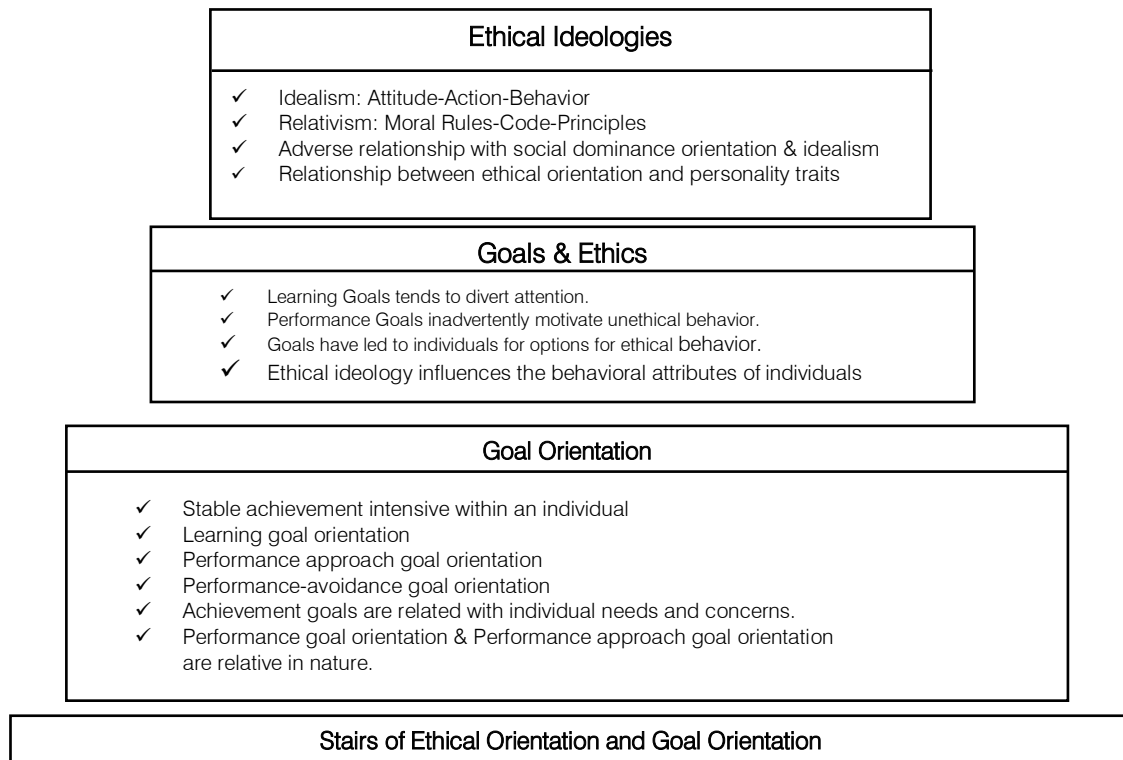 Ethical Ideologies
✓ Idealism: Attitude-Action-Behavior
✓ Relativism: Moral Rules-Code-Principles
✓ Adverse relationship with social dominance orientation & idealism
✓ Relationship between ethical orientation and personality traits
Goals & Ethics
✓ Learning Goals tends to divert attention.
✓ Performance Goals inadvertently motivate unethical behavior.
✓ Goals have led to individuals for options for ethical behavior.
✓ Ethical ideology influences the behavioral attributes of individuals
Goal Orientation
✓ Stable achievement intensive within an individual
✓ Learning goal orientation
✓ Performance approach goal orientation
✓ Performance-avoidance goal orientation
✓ Achievement goals are related with individual needs and concerns.
✓ Performance goal orientation & Performance approach goal orientation
are relative in nature.
Stairs of Ethical Orientation and Goal Orientation